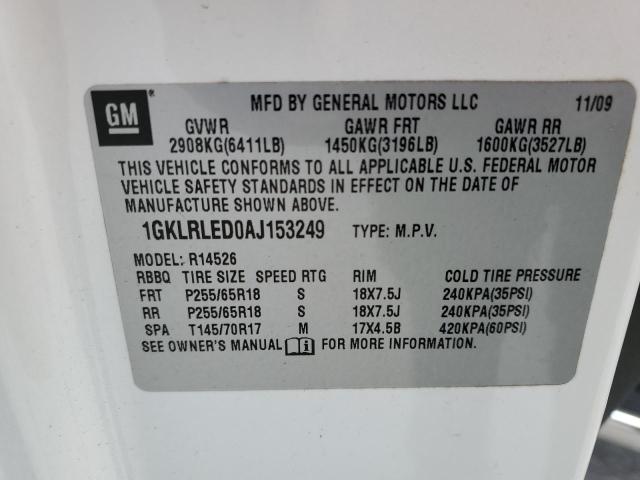 GM
MFD BY GENERAL MOTORS LLC 11/09
GVWR GAWR FRT GAWR RR
2908KG(6411LB) 1450KG(3196LB) 1600KG(3527LB)
THIS VEHICLE CONFORMS TO ALL APPLICABLE U.S. FEDERAL MOTOR
VEHICLE SAFETY STANDARDS IN EFFECT ON THE DATE OF
MANUFACTURE SHOWN ABOVE.
1GKLRLED0AJ153249 TYPE: M.P.V.
MODEL: R14526
RBBQ TIRE SIZE SPEED RTG RIM COLD TIRE PRESSURE
FRT P255/65R18 S 18X7.5J 240KPA(35PSI)
RR P255/65R18 S 18X7.5J 240KPA(35PSI)
SPA T145/70R17 M 17X4.5B 420KPA(60PSI)
SEE OWNER'S MANUAL FOR MORE INFORMATION.